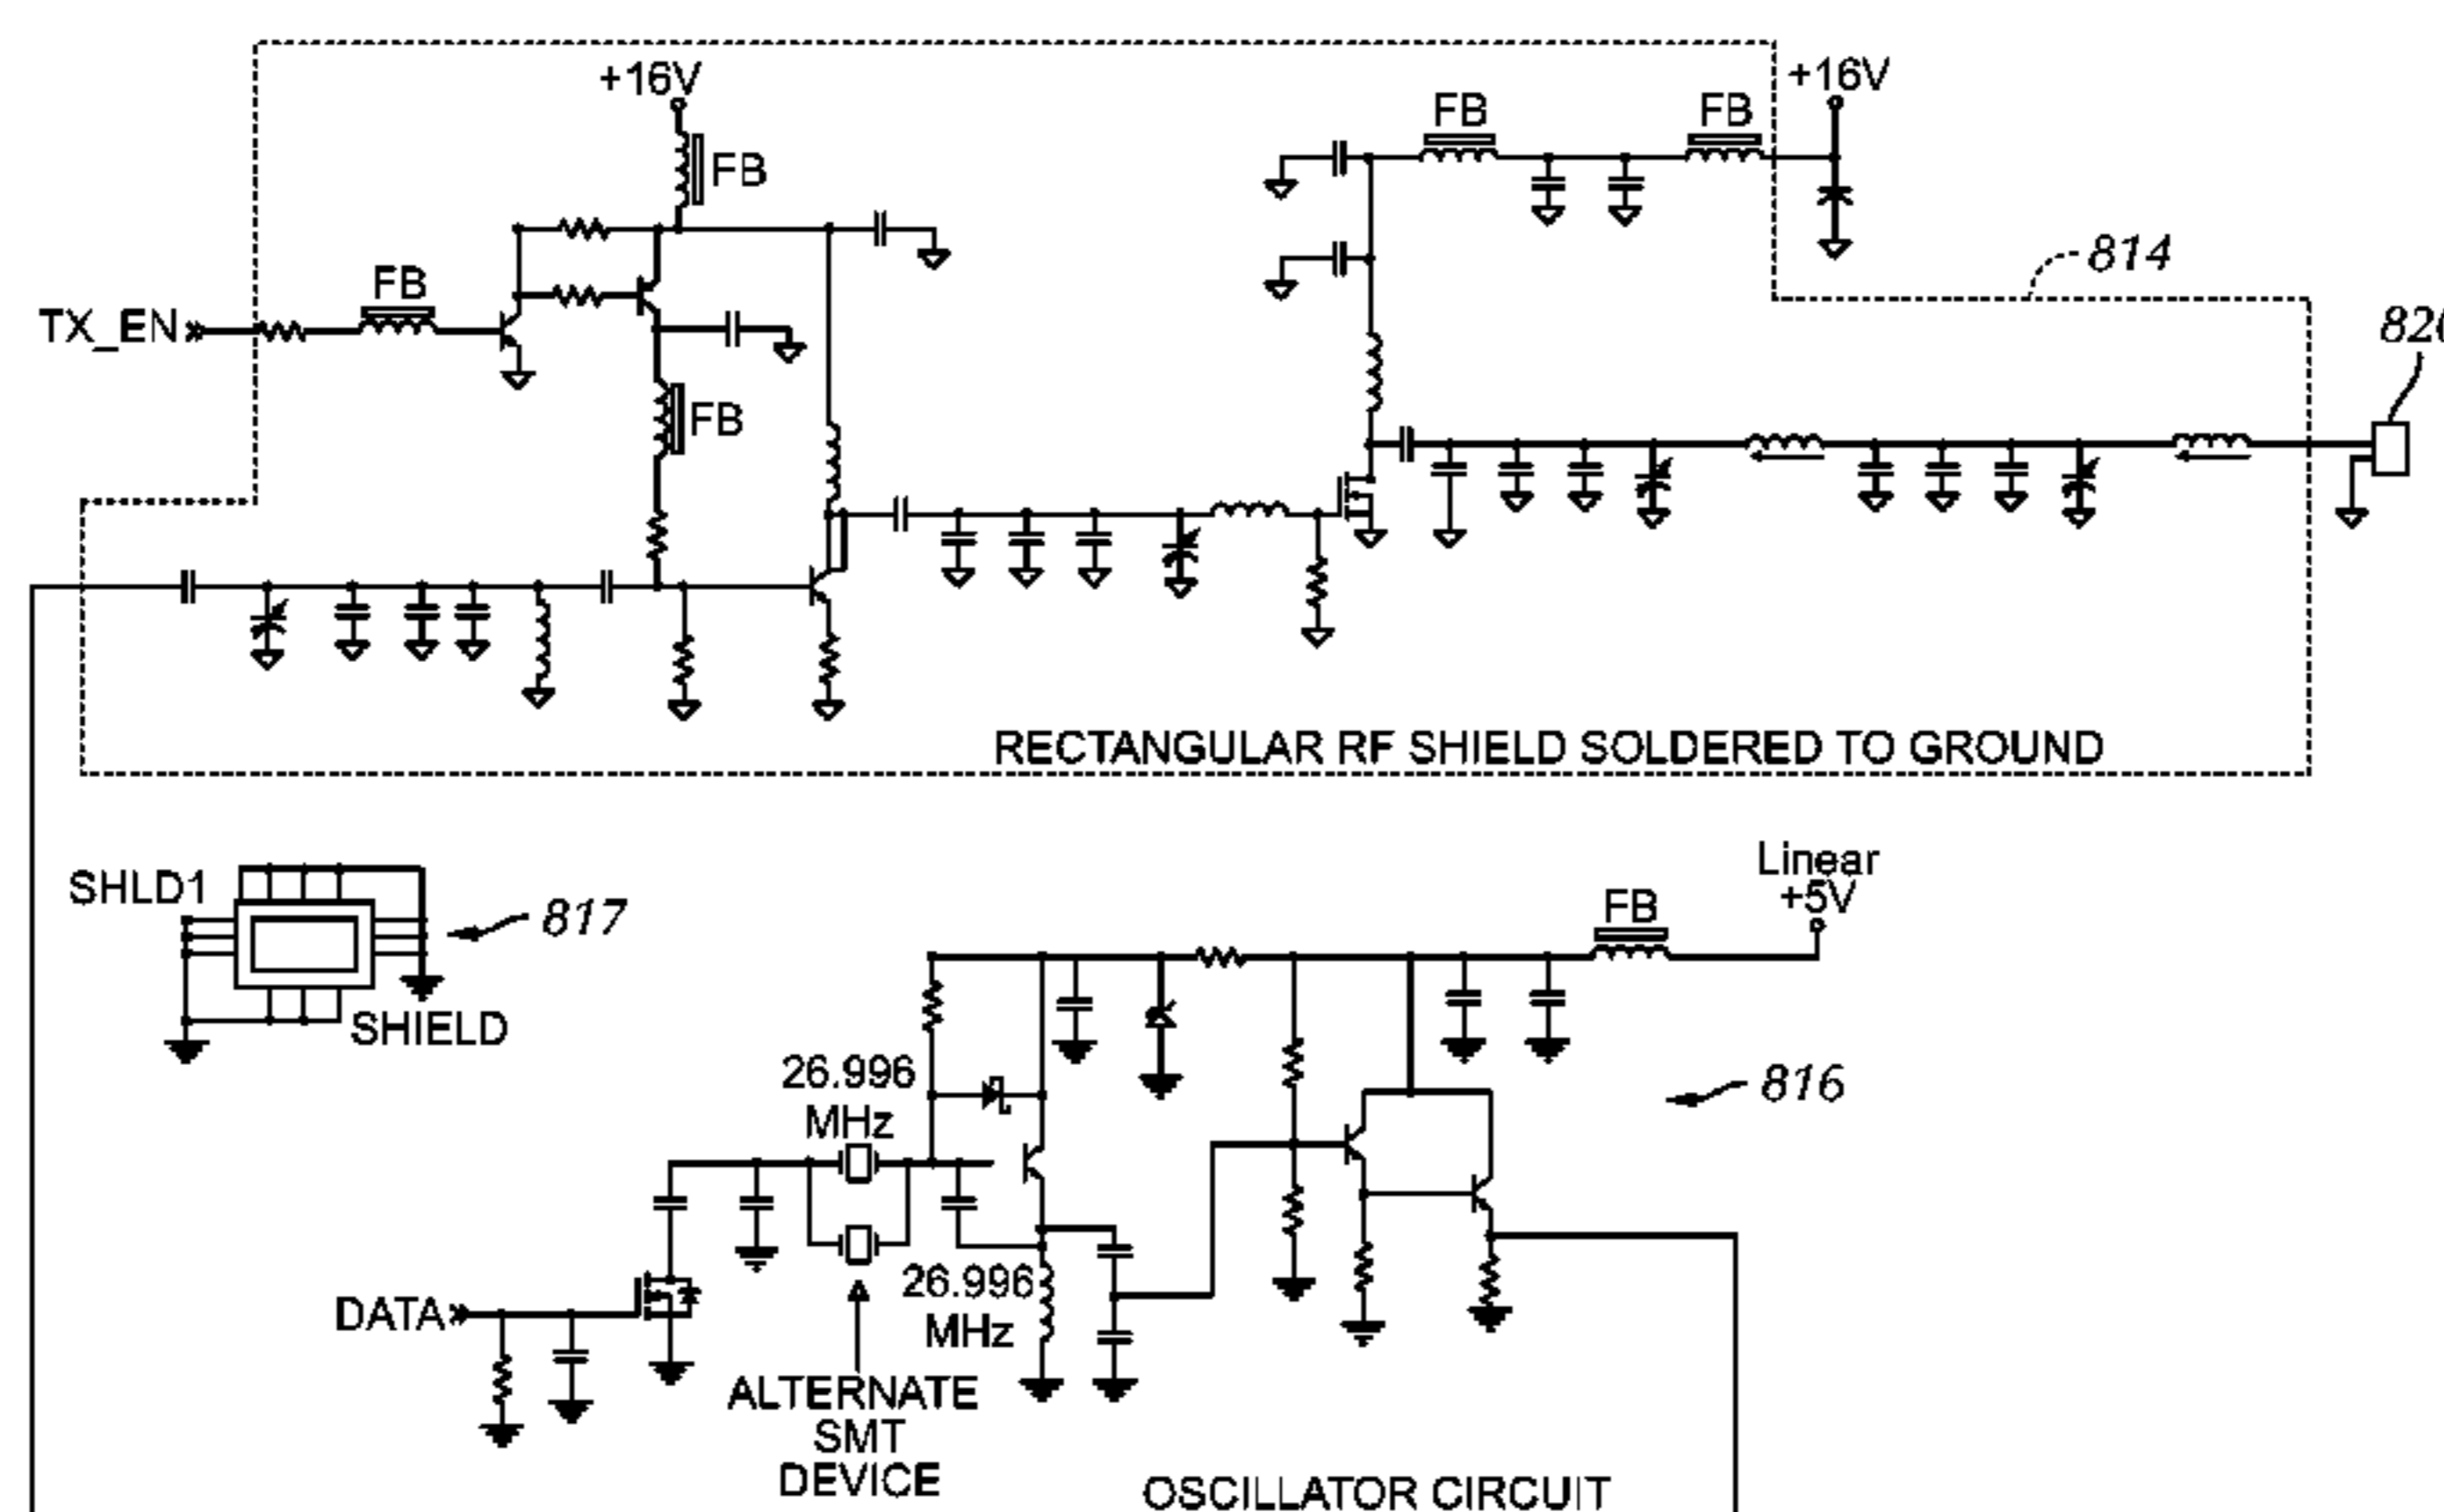 +16V
+16V
FB
FB
FB
FB
TX_EN
814
FB
RECTANGULAR RF SHIELD SOLDERED TO GROUND
SHLD1
817
SHIELD
Linear
+5V
FB
816
26.996
MHz
26.996
MHz
DATA
ALTERNATE
SMT
DEVICE
OSCILLATOR CIRCUIT